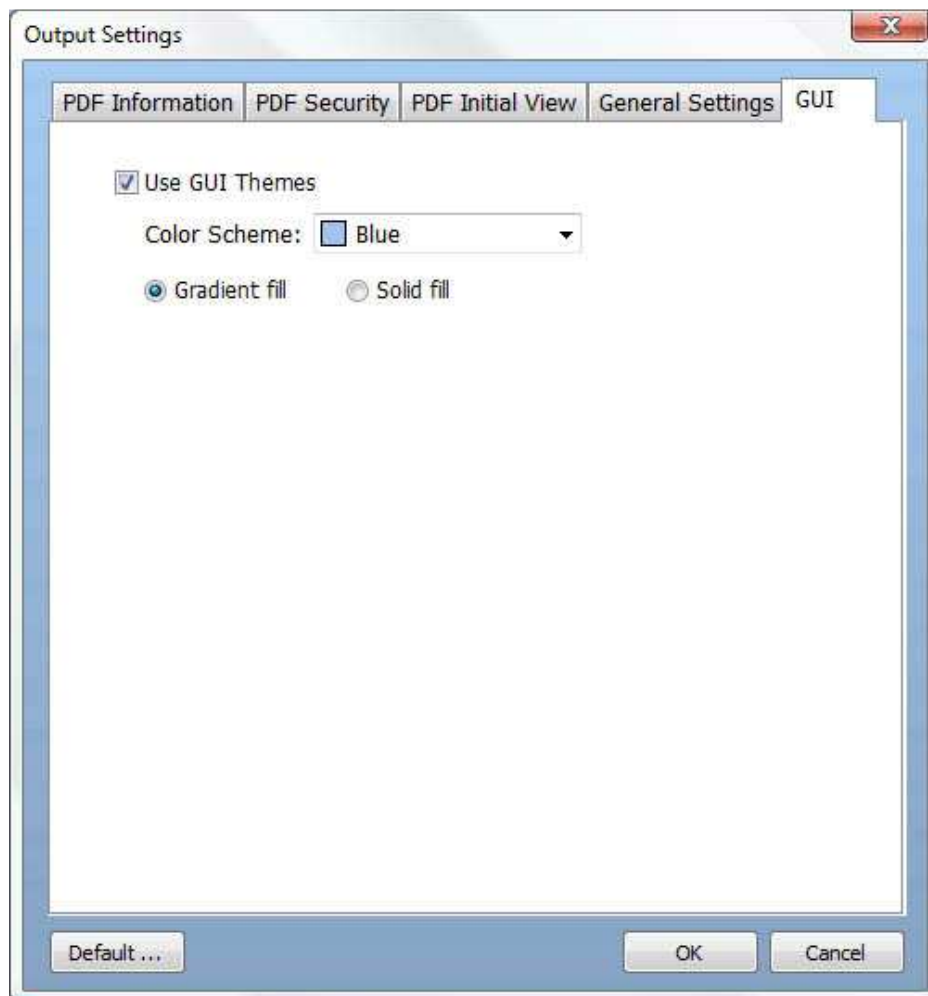 Output Settings
PDF Information PDF Security PDF Initial View General Settings GUI
Use GUI Themes
Color Scheme: Blue
Gradient fill Solid fill
Default ... OK Cancel